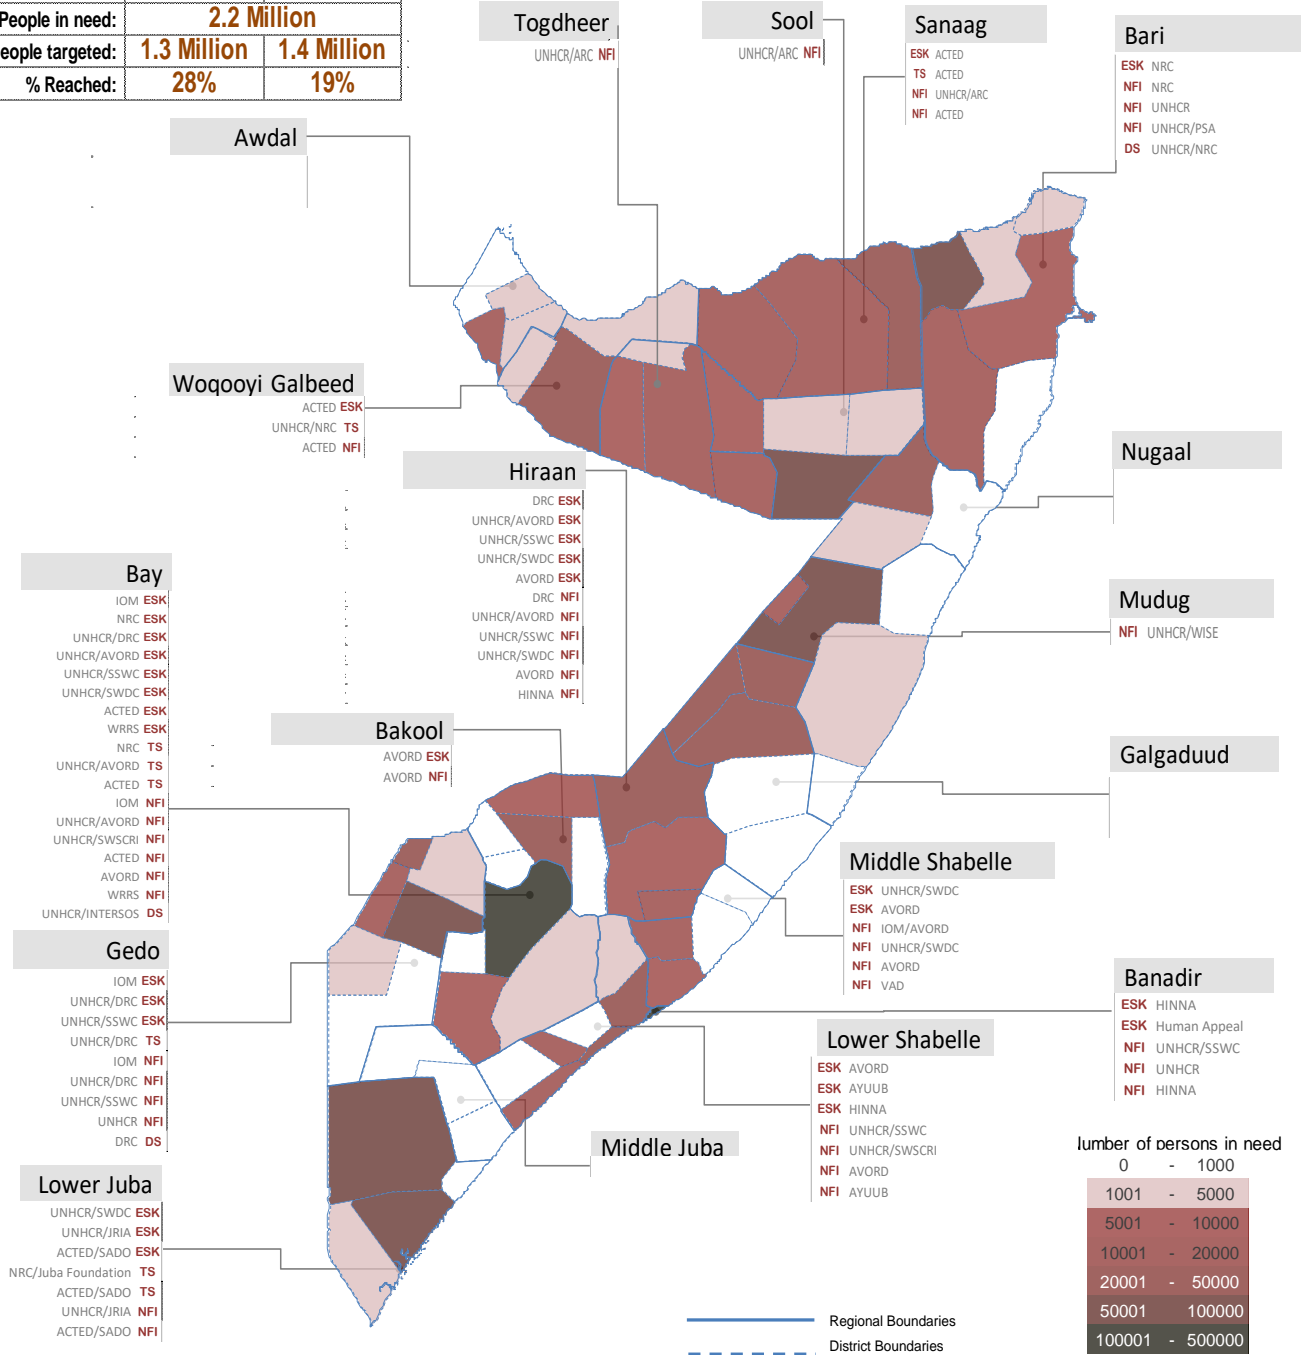 People in need: 2.2 Million
eople targeted: 1.3 Million 1.4 Million
% Reached: 28% 19%
Togdheer
UNHCR/ARC NFI
Sool
UNHCR/ARC NFI
Sanaag
ESK ACTED
TS ACTED
NFI UNHCR/ARC
NFI ACTED
Bari
ESK NRC
NFI NRC
NFI UNHCR
NFI UNHCR/PSA
DS UNHCR/NRC
Awdal
Woqooyi Galbeed
ACTED ESK
UNHCR/NRC TS
ACTED NFI
Hiraan
DRC ESK
UNHCR/AVORD ESK
UNHCR/SSWC ESK
UNHCR/SWDC ESK
AVORD ESK
DRC NFI
UNHCR/AVORD NFI
UNHCR/SSWC NFI
UNHCR/SWDC NFI
AVORD NFI
HINNA NFI
Nugaal
Bay
IOM ESK
NRC ESK
UNHCR/DRC ESK
UNHCR/AVORD ESK
UNHCR/SSWC ESK
UNHCR/SWDC ESK
ACTED ESK
WRRS ESK
NRC TS
UNHCR/AVORD TS
ACTED TS
IOM NFI
UNHCR/AVORD NFI
UNHCR/SWSCRI NFI
ACTED NFI
AVORD NFI
WRRS NFI
UNHCR/INTERSOS DS
Mudug
NFI UNHCR/WISE
Bakool
AVORD ESK
AVORD NFI
Galgaduud
Middle Shabelle
ESK UNHCR/SWDC
ESK AVORD
NFI IOM/AVORD
NFI UNHCR/SWDC
NFI AVORD
NFI VAD
Gedo
IOM ESK
UNHCR/DRC ESK
UNHCR/SSWC ESK
UNHCR/DRC TS
IOM NFI
UNHCR/DRC NFI
UNHCR/SSWC NFI
UNHCR NFI
DRC DS
Banadir
ESK HINNA
ESK Human Appeal
NFI UNHCR/SSWC
NFI UNHCR
NFI HINNA
Lower Shabelle
ESK AVORD
ESK AYUUB
ESK HINNA
NFI UNHCR/SSWC
NFI UNHCR/SWSCRI
NFI AVORD
NFI AYUUB
Middle Juba
Lower Juba
UNHCR/SWDC ESK
UNHCR/JRIA ESK
ACTED/SADO ESK
NRC/Juba Foundation TS
ACTED/SADO TS
UNHCR/JRIA NFI
ACTED/SADO NFI
Number of persons in need
0 - 1000
1001 - 5000
5001 - 10000
10001 - 20000
20001 - 50000
50001 100000
100001 - 500000
Regional Boundaries
District Boundaries